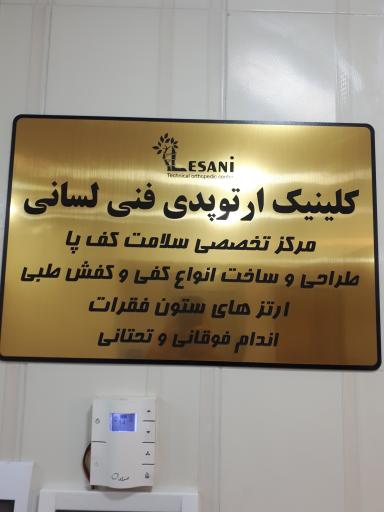 LESANi
Technical orthopedic center
کلینیک ارتوپدی فنی لسانی
مرکز تخصصی سلامت کف پا
طراحی و ساخت انواع کفی و کفش طبی
ارتز های ستون فقرات
اندام فوقانی و تحتانی